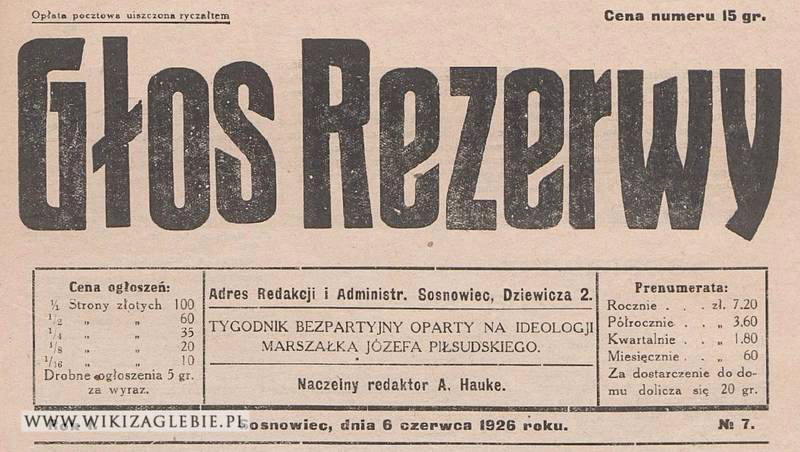 Opłata pocztowa uiszczona ryczałtem
Cena numeru 15 gr.
Głos Rezerwy
Cena ogłoszeń:
1/1 Strony złotych 100
1/2 „ „ 60
1/4 „ „ 35
1/8 „ „ 20
1/16 „ „ 10
Drobne ogłoszenia 5 gr.
za wyraz.
Adres Redakcji i Administr. Sosnowiec, Dziewicza 2.
TYGODNIK BEZPARTYJNY OPARTY NA IDEOLOGJI
MARSZAŁKA JÓZEFA PIŁSUDSKIEGO.
Naczelny redaktor A. Hauke.
Prenumerata:
Rocznie . . . zł. 7.20
Półrocznie . . „ 3.60
Kwartalnie . . „ 1.80
Miesięcznie . . „ 60
Za dostarczenie do do-
mu dolicza się 20 gr.
WWW.WIKIZAGLEBIE.PL
Sosnowiec, dnia 6 czerwca 1926 roku.
№ 7.